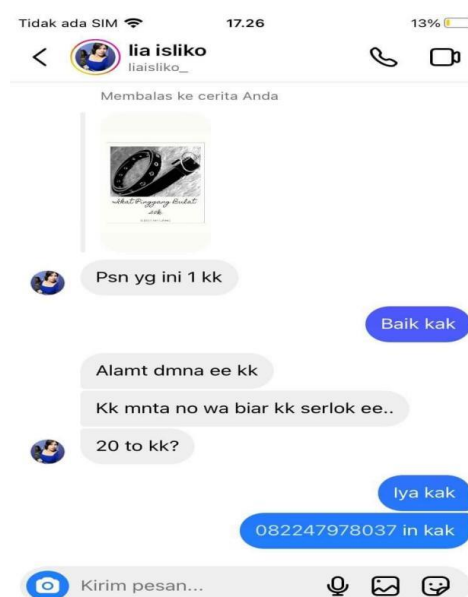 Tidak ada SIM
17.26
13%
lia isliko
liaisliko_
Membalas ke cerita Anda
Ikat Pinggang Bulat
20k
Psn yg ini 1 kk
Baik kak
Alamt dmna ee kk
Kk mnta no wa biar kk serlok ee..
20 to kk?
Iya kak
082247978037 in kak
Kirim pesan...